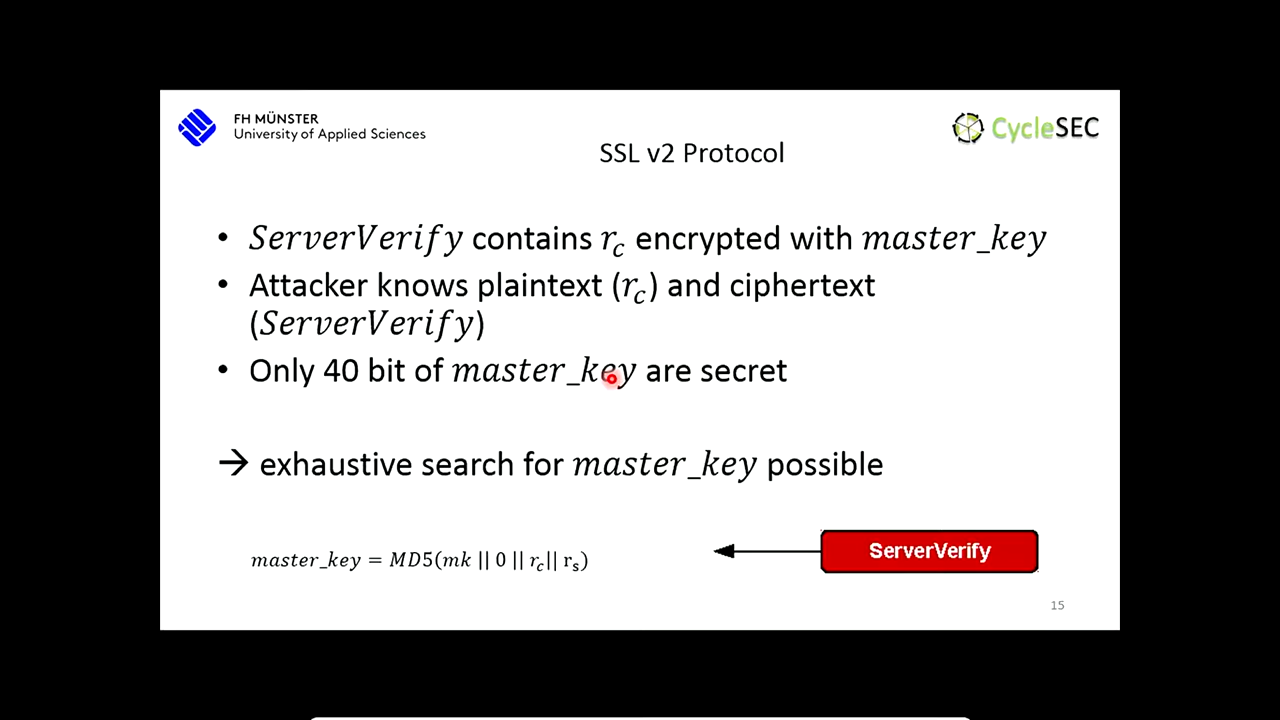 FH MÜNSTER
University of Applied Sciences
CycleSEC
SSL v2 Protocol
• ServerVerify contains r_c encrypted with master_key
• Attacker knows plaintext (r_c) and ciphertext
(ServerVerify)
• Only 40 bit of master_key are secret
→ exhaustive search for master_key possible
master_key = MD5(mk || 0 || r_c|| r_s)
ServerVerify
15